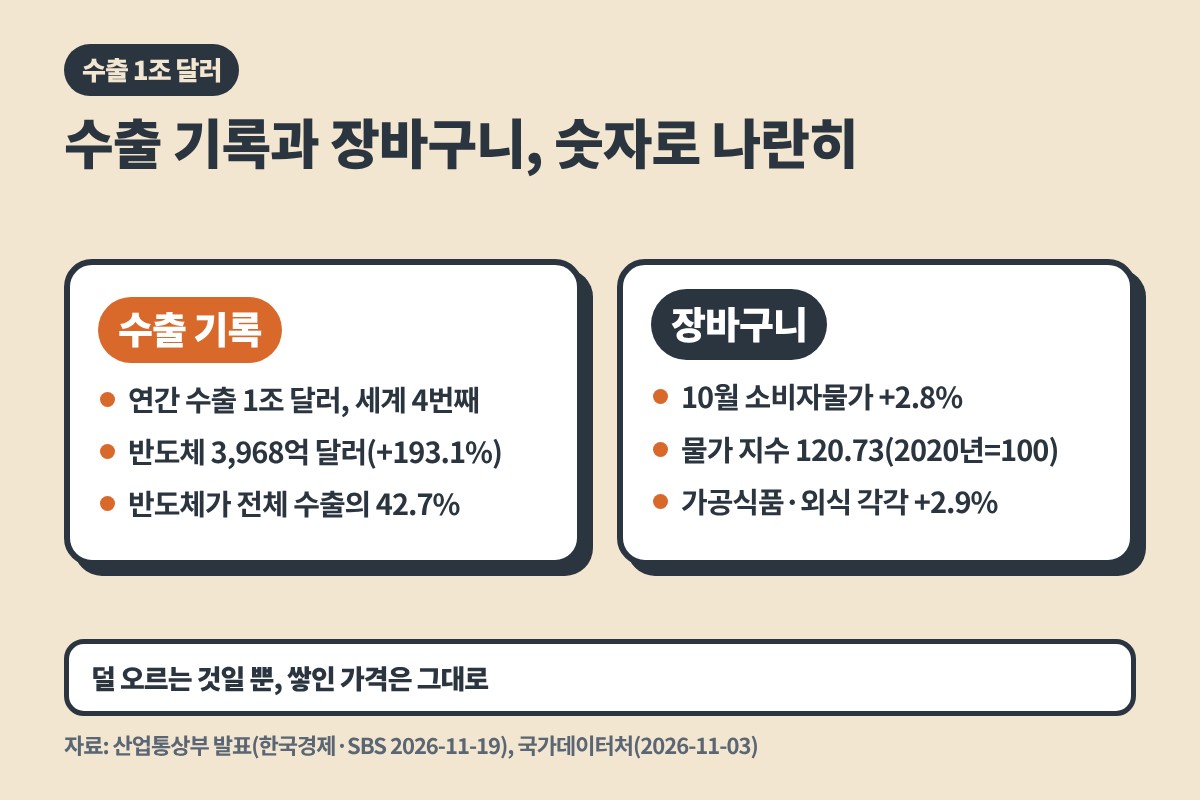 수출 1조 달러
수출 기록과 장바구니, 숫자로 나란히
수출 기록
연간 수출 1조 달러, 세계 4번째
반도체 3,968억 달러(+193.1%)
반도체가 전체 수출의 42.7%
장바구니
10월 소비자물가 +2.8%
물가 지수 120.73(2020년=100)
가공식품·외식 각각 +2.9%
덜 오르는 것일 뿐, 쌓인 가격은 그대로
자료: 산업통상부 발표(한국경제·SBS 2026-11-19), 국가데이터처(2026-11-03)